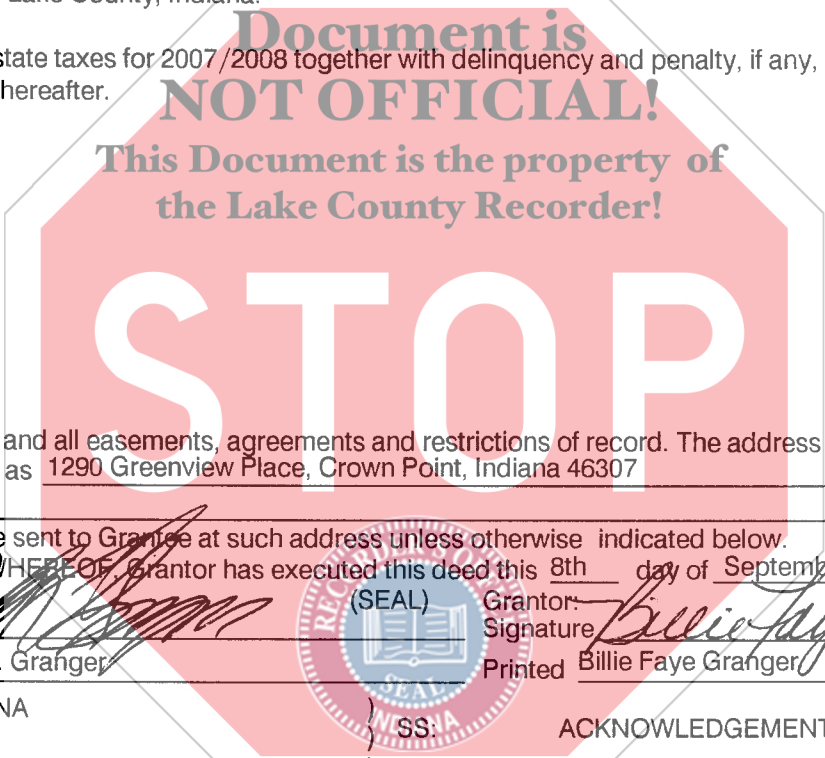 Lake County, Indiana.
Document is
state taxes for 2007/2008 together with delinquency and penalty, if any,
hereafter.
NOT OFFICIAL!
This Document is the property of
the Lake County Recorder!
STOP
and all easements, agreements and restrictions of record. The address
as 1290 Greenview Place, Crown Point, Indiana 46307
sent to Grantee at such address unless otherwise indicated below.
WHEREOF, Grantor has executed this deed this 8th day of Septemb
(SEAL) Grantor:
Signature Billie Fay
Granger Printed Billie Faye Granger
NA ) SS: ACKNOWLEDGEMENT
RECORDER'S O
SEAL
INDIANA